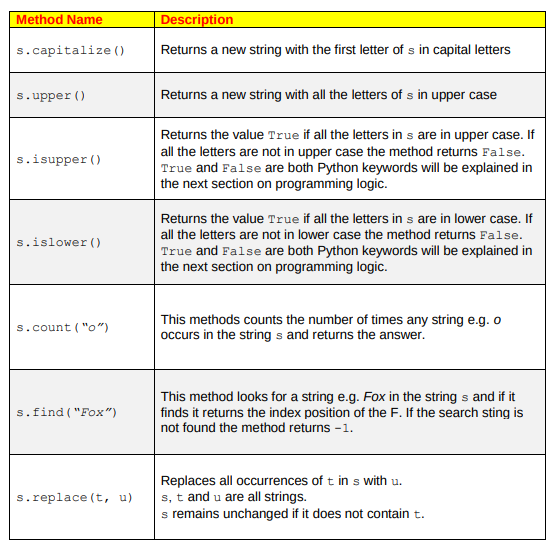 Method Name Description
s.capitalize() Returns a new string with the first letter of s in capital letters
s.upper() Returns a new string with all the letters of s in upper case
s.isupper() Returns the value True if all the letters in s are in upper case. If
all the letters are not in upper case the method returns False.
True and False are both Python keywords will be explained in
the next section on programming logic.
s.islower() Returns the value True if all the letters in s are in lower case. If
all the letters are not in lower case the method returns False.
True and False are both Python keywords will be explained in
the next section on programming logic.
s.count(“o”) This methods counts the number of times any string e.g. o
occurs in the string s and returns the answer.
s.find(“Fox”) This method looks for a string e.g. Fox in the string s and if it
finds it returns the index position of the F. If the search sting is
not found the method returns -1.
s.replace(t, u) Replaces all occurrences of t in s with u.
s, t and u are all strings.
s remains unchanged if it does not contain t.